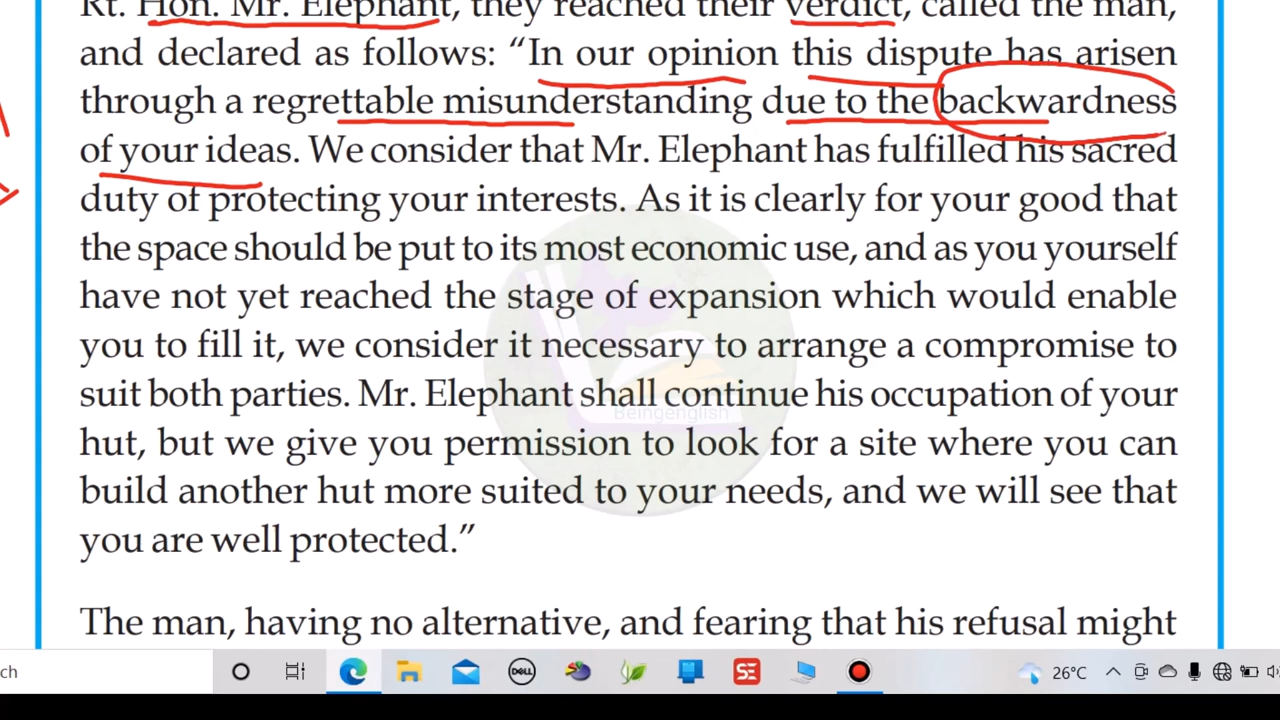 Rt. Hon. Mr. Elephant, they reached their verdict, called the man,
and declared as follows: “In our opinion this dispute has arisen
through a regrettable misunderstanding due to the backwardness
of your ideas. We consider that Mr. Elephant has fulfilled his sacred
duty of protecting your interests. As it is clearly for your good that
the space should be put to its most economic use, and as you yourself
have not yet reached the stage of expansion which would enable
you to fill it, we consider it necessary to arrange a compromise to
suit both parties. Mr. Elephant shall continue his occupation of your
Beingenglish
hut, but we give you permission to look for a site where you can
build another hut more suited to your needs, and we will see that
you are well protected.”
The man, having no alternative, and fearing that his refusal might
ch
DELL
SE
26°C